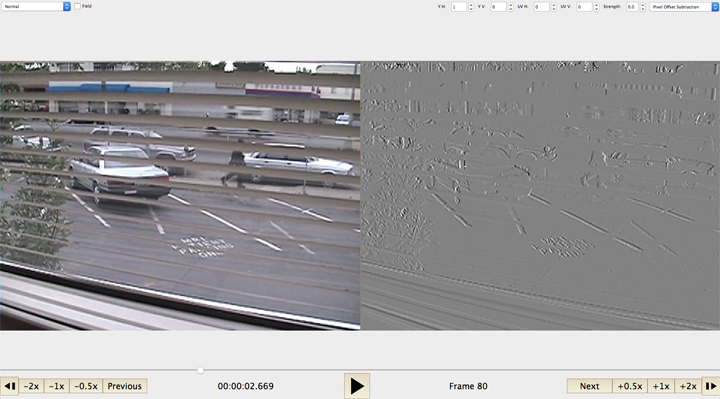 Normal Field Y H: 1 Y V: 0 UV H: 0 UV V: 0 Strength: 0.0 Pixel Offset Subtraction
−2x −1x −0.5x Previous 00:00:02.669 Frame 80 Next +0.5x +1x +2x